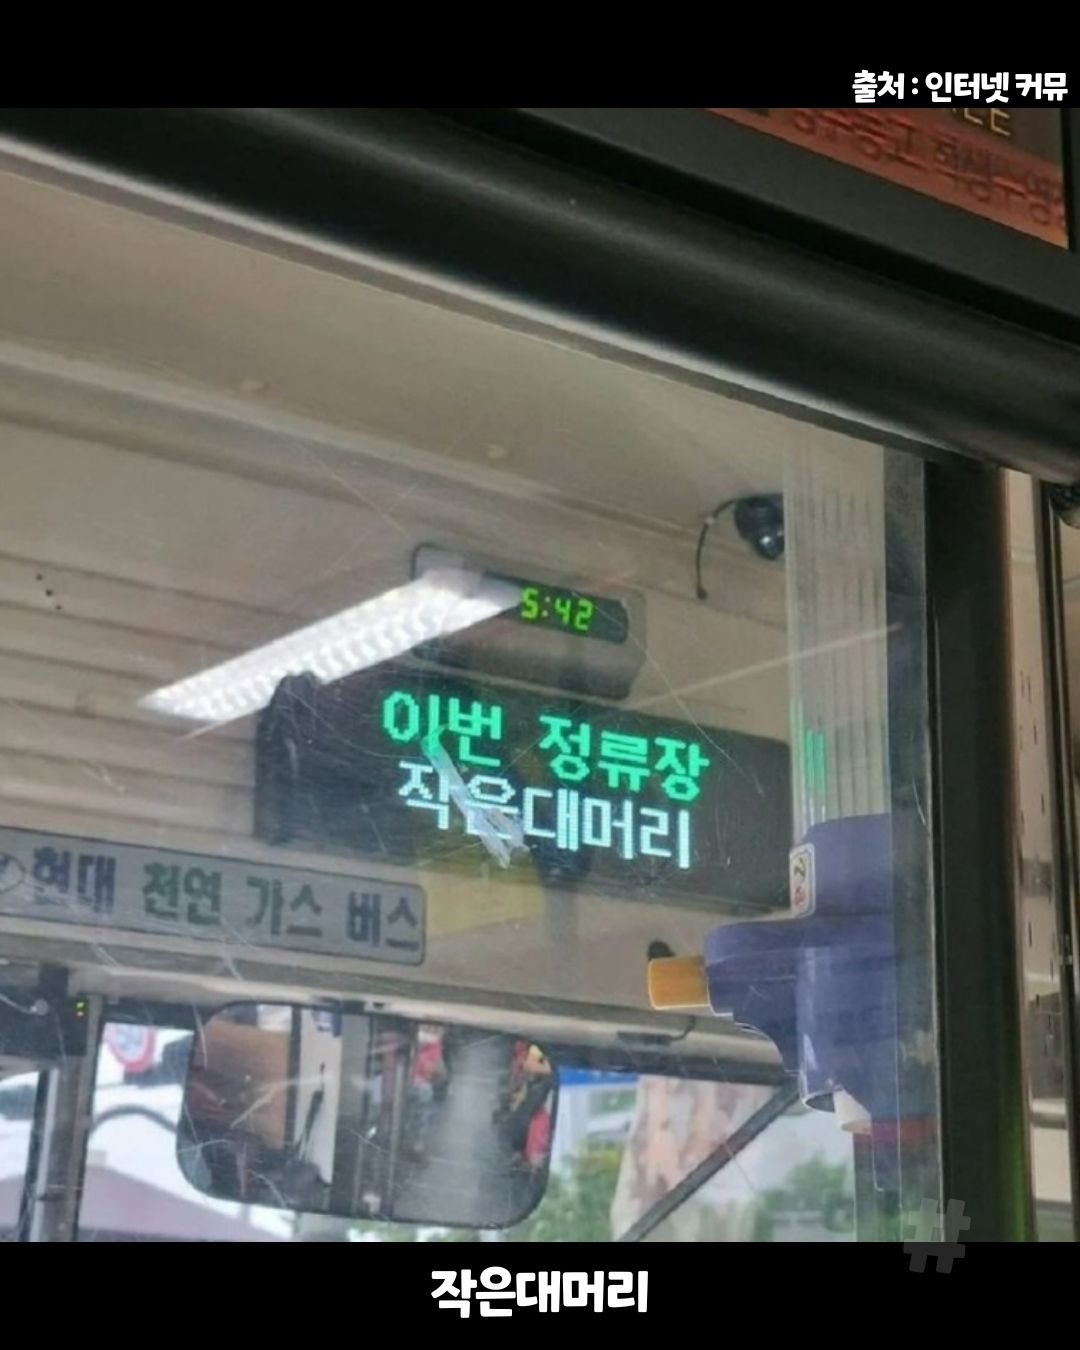 출처 : 인터넷 커뮤
5:42
이번 정류장
작은대머리
현대 천연 가스 버스
작은대머리
#